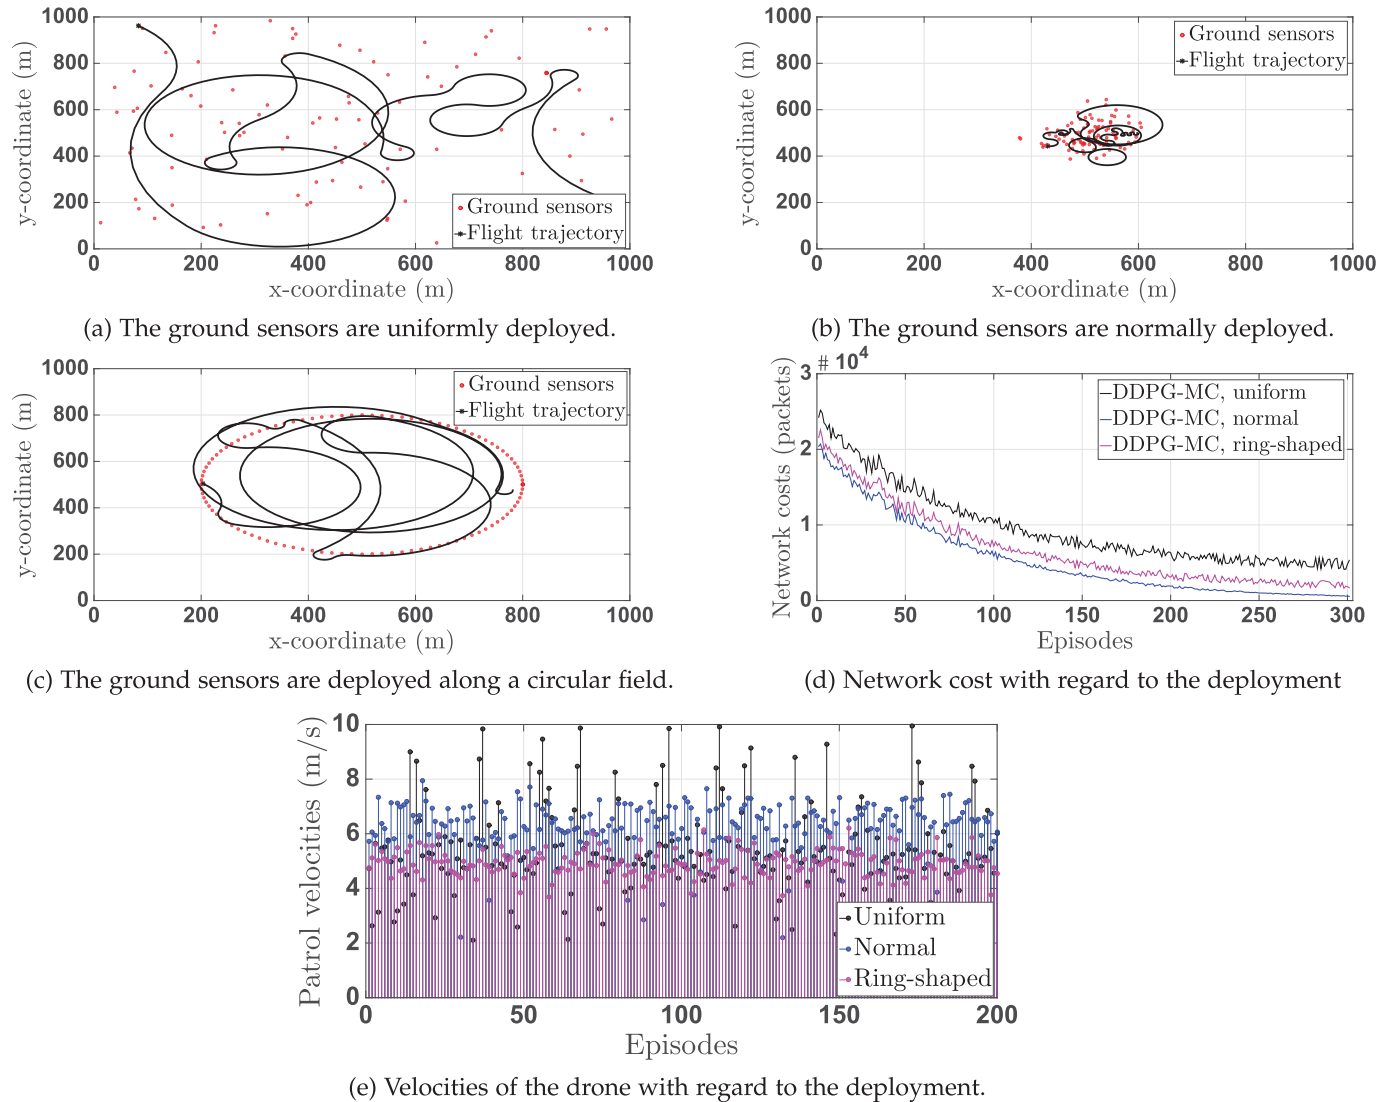 1000
800
600
400
200
0
y-coordinate (m)
Ground sensors
Flight trajectory
0 200 400 600 800 1000
x-coordinate (m)
(a) The ground sensors are uniformly deployed.
1000
800
600
400
200
0
y-coordinate (m)
Ground sensors
Flight trajectory
0 200 400 600 800 1000
x-coordinate (m)
(b) The ground sensors are normally deployed.
1000
800
600
400
200
0
y-coordinate (m)
Ground sensors
Flight trajectory
0 200 400 600 800 1000
x-coordinate (m)
(c) The ground sensors are deployed along a circular field.
# 10⁴
3
2
1
0
Network costs (packets)
DDPG-MC, uniform
DDPG-MC, normal
DDPG-MC, ring-shaped
0 50 100 150 200 250 300
Episodes
(d) Network cost with regard to the deployment
10
8
6
4
2
0
Patrol velocities (m/s)
Uniform
Normal
Ring-shaped
0 50 100 150 200
Episodes
(e) Velocities of the drone with regard to the deployment.